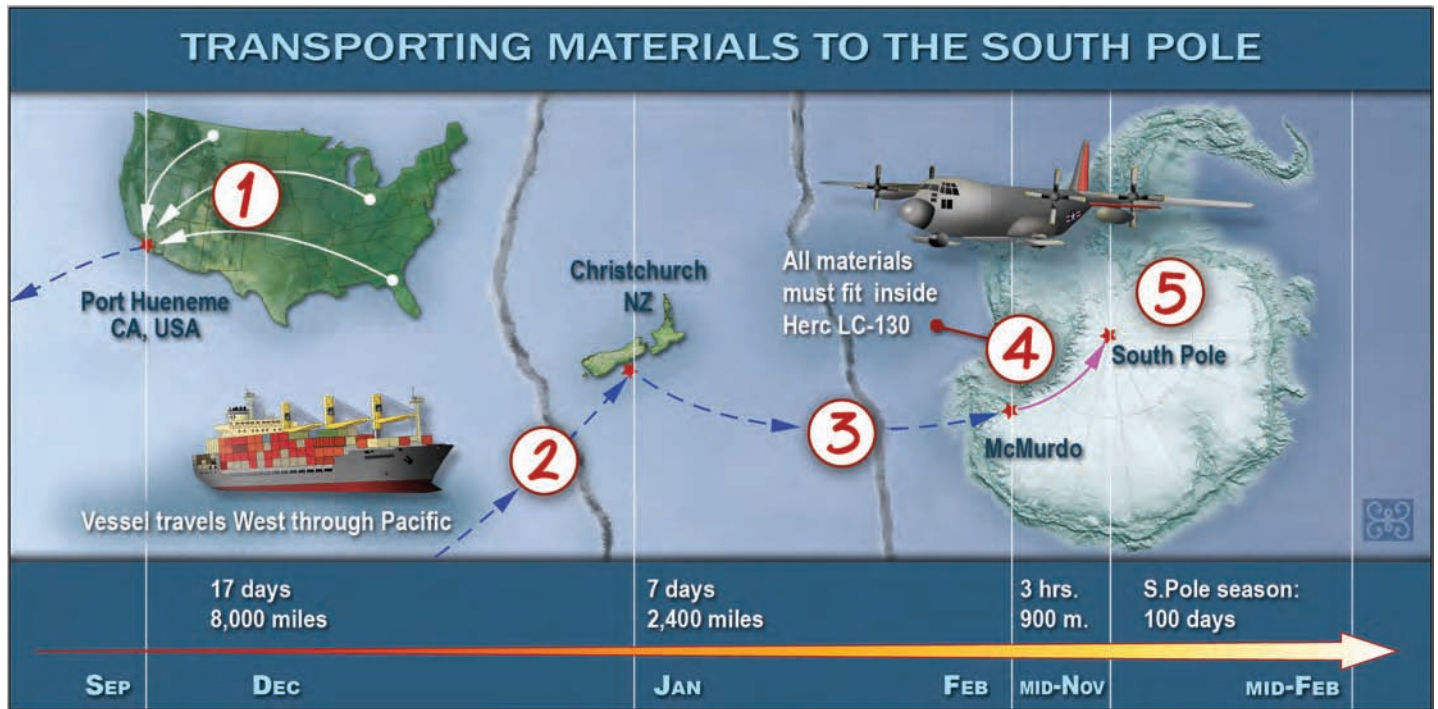 TRANSPORTING MATERIALS TO THE SOUTH POLE
1
Port Hueneme
CA, USA
Vessel travels West through Pacific
2
Christchurch
NZ
3
All materials
must fit inside
Herc LC-130
4
5
South Pole
McMurdo
17 days
8,000 miles
7 days
2,400 miles
3 hrs.
900 m.
S.Pole season:
100 days
SEP
DEC
JAN
FEB
MID-NOV
MID-FEB